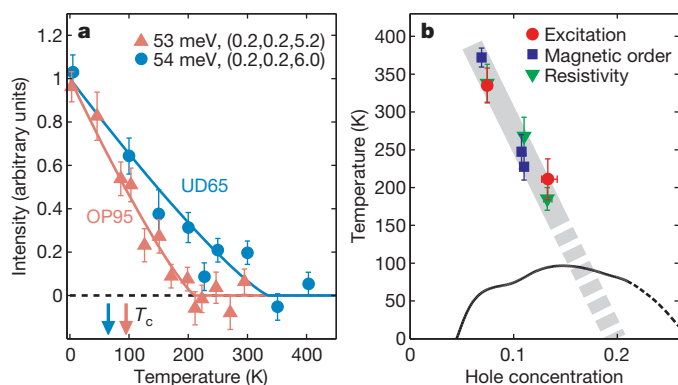 a
53 meV, (0.2,0.2,5.2)
54 meV, (0.2,0.2,6.0)
UD65
OP95
Tc
Intensity (arbitrary units)
1.2
1
0.8
0.6
0.4
0.2
0
0 100 200 300 400
Temperature (K)
b
Excitation
Magnetic order
Resistivity
Temperature (K)
400
350
300
250
200
150
100
50
0
0 0.1 0.2
Hole concentration